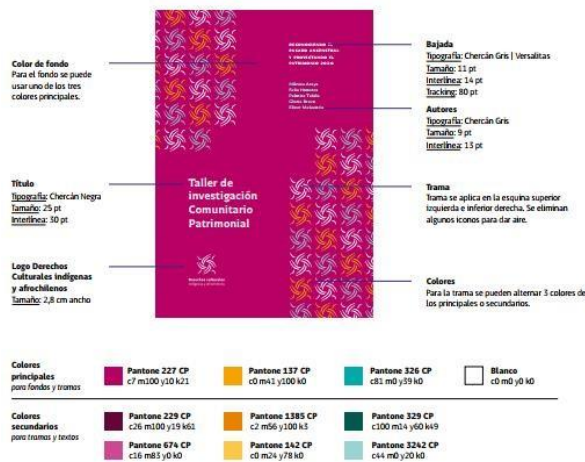 Color de fondo
Para el fondo se puede
usar uno de los tres
colores principales.
Título
Tipografía: Chercán Negra
Tamaño: 25 pt
Interlínea: 30 pt
Logo Derechos
Culturales indígenas
y afrochilenos
Tamaño: 2,8 cm ancho
PATRIMONIO
Taller de
investigación
Comunitario
Patrimonial
Derechos culturales
Bajada
Tipografía: Chercán Gris | Versalitas
Tamaño: 11 pt
Interlínea: 14 pt
Tracking: 80 pt
Autores
Tipografía: Chercán Gris
Tamaño: 9 pt
Interlínea: 13 pt
Trama
Trama se aplica en la esquina superior
izquierda e inferior derecha. Se eliminan
algunos iconos para dar aire.
Colores
Para la trama se pueden alternar 3 colores de
los principales o secundarios.
Colores
principales
para fondos y tramas
Pantone 227 CP
c7 m100 y10 k21
Pantone 137 CP
c0 m41 y100 k0
Pantone 326 CP
c81 m0 y39 k0
Blanco
c0 m0 y0 k0
Colores
secundarios
para tramas y textos
Pantone 229 CP
c26 m100 y19 k61
Pantone 1385 CP
c2 m56 y100 k3
Pantone 329 CP
c100 m14 y60 k49
Pantone 674 CP
c16 m83 y0 k0
Pantone 142 CP
c0 m24 y78 k0
Pantone 3242 CP
c44 m0 y20 k0